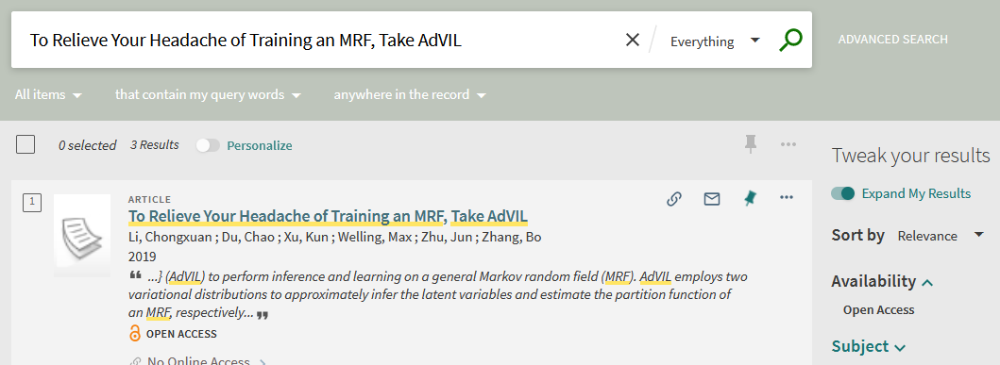 To Relieve Your Headache of Training an MRF, Take AdVIL
Everything
ADVANCED SEARCH
All items
that contain my query words
anywhere in the record
0 selected
3 Results
Personalize
Tweak your results
Expand My Results
Sort by Relevance
Availability
Open Access
Subject
1
ARTICLE
To Relieve Your Headache of Training an MRF, Take AdVIL
Li, Chongxuan ; Du, Chao ; Xu, Kun ; Welling, Max ; Zhu, Jun ; Zhang, Bo
2019
“ ...} (AdVIL) to perform inference and learning on a general Markov random field (MRF). AdVIL employs two
variational distributions to approximately infer the latent variables and estimate the partition function of
an MRF, respectively... ”
OPEN ACCESS
No Online Access